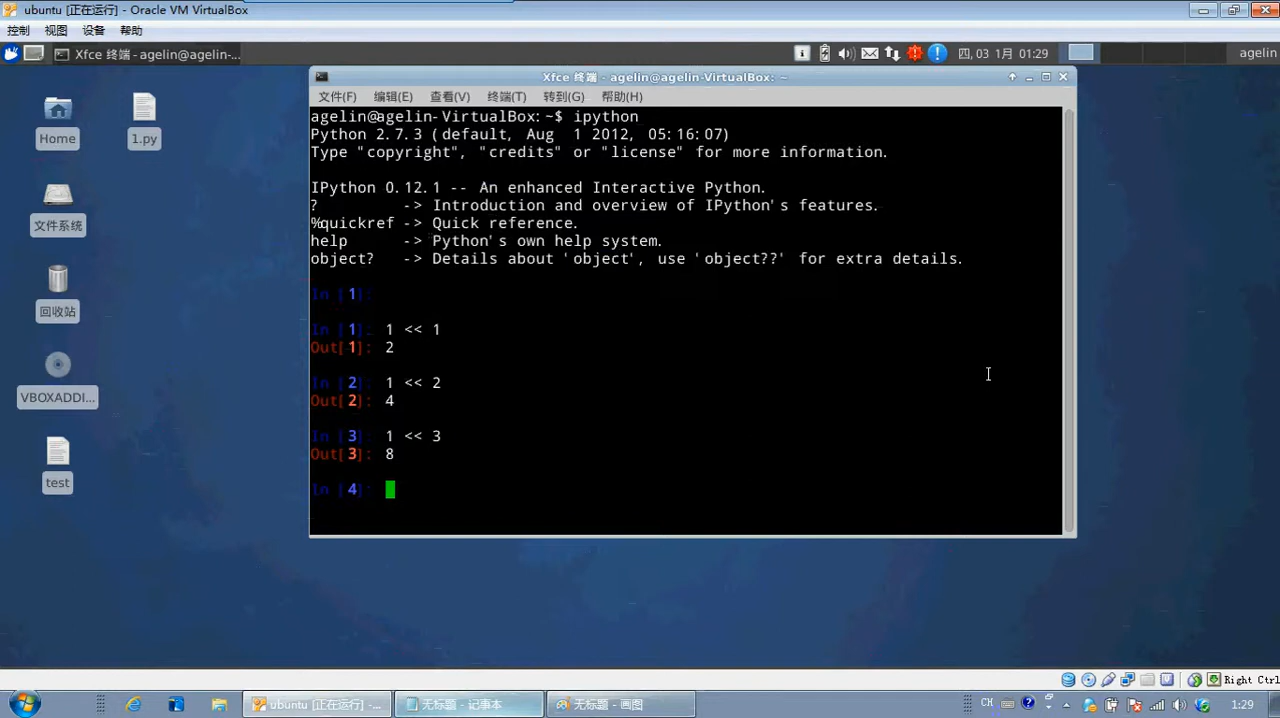 ubuntu [正在运行] - Oracle VM VirtualBox
控制 视图 设备 帮助
Xfce 终端 - agelin@agelin-...
四, 03 1月 01:29
agelin
Xfce 终端 - agelin@agelin-VirtualBox: ~
文件(F) 编辑(E) 查看(V) 终端(T) 转到(G) 帮助(H)
agelin@agelin-VirtualBox:~$ ipython
Python 2.7.3 (default, Aug  1 2012, 05:16:07)
Type "copyright", "credits" or "license" for more information.
IPython 0.12.1 -- An enhanced Interactive Python.
?         -> Introduction and overview of IPython's features.
%quickref -> Quick reference.
help      -> Python's own help system.
object?   -> Details about 'object', use 'object??' for extra details.
In [1]:
In [1]: 1 << 1
Out[1]: 2
In [2]: 1 << 2
Out[2]: 4
In [3]: 1 << 3
Out[3]: 8
In [4]:
Home
1.py
文件系统
回收站
VBOXADDI...
test
Right Ctrl
ubuntu [正在运行] -...
无标题 - 记事本
无标题 - 画图
CH
1:29